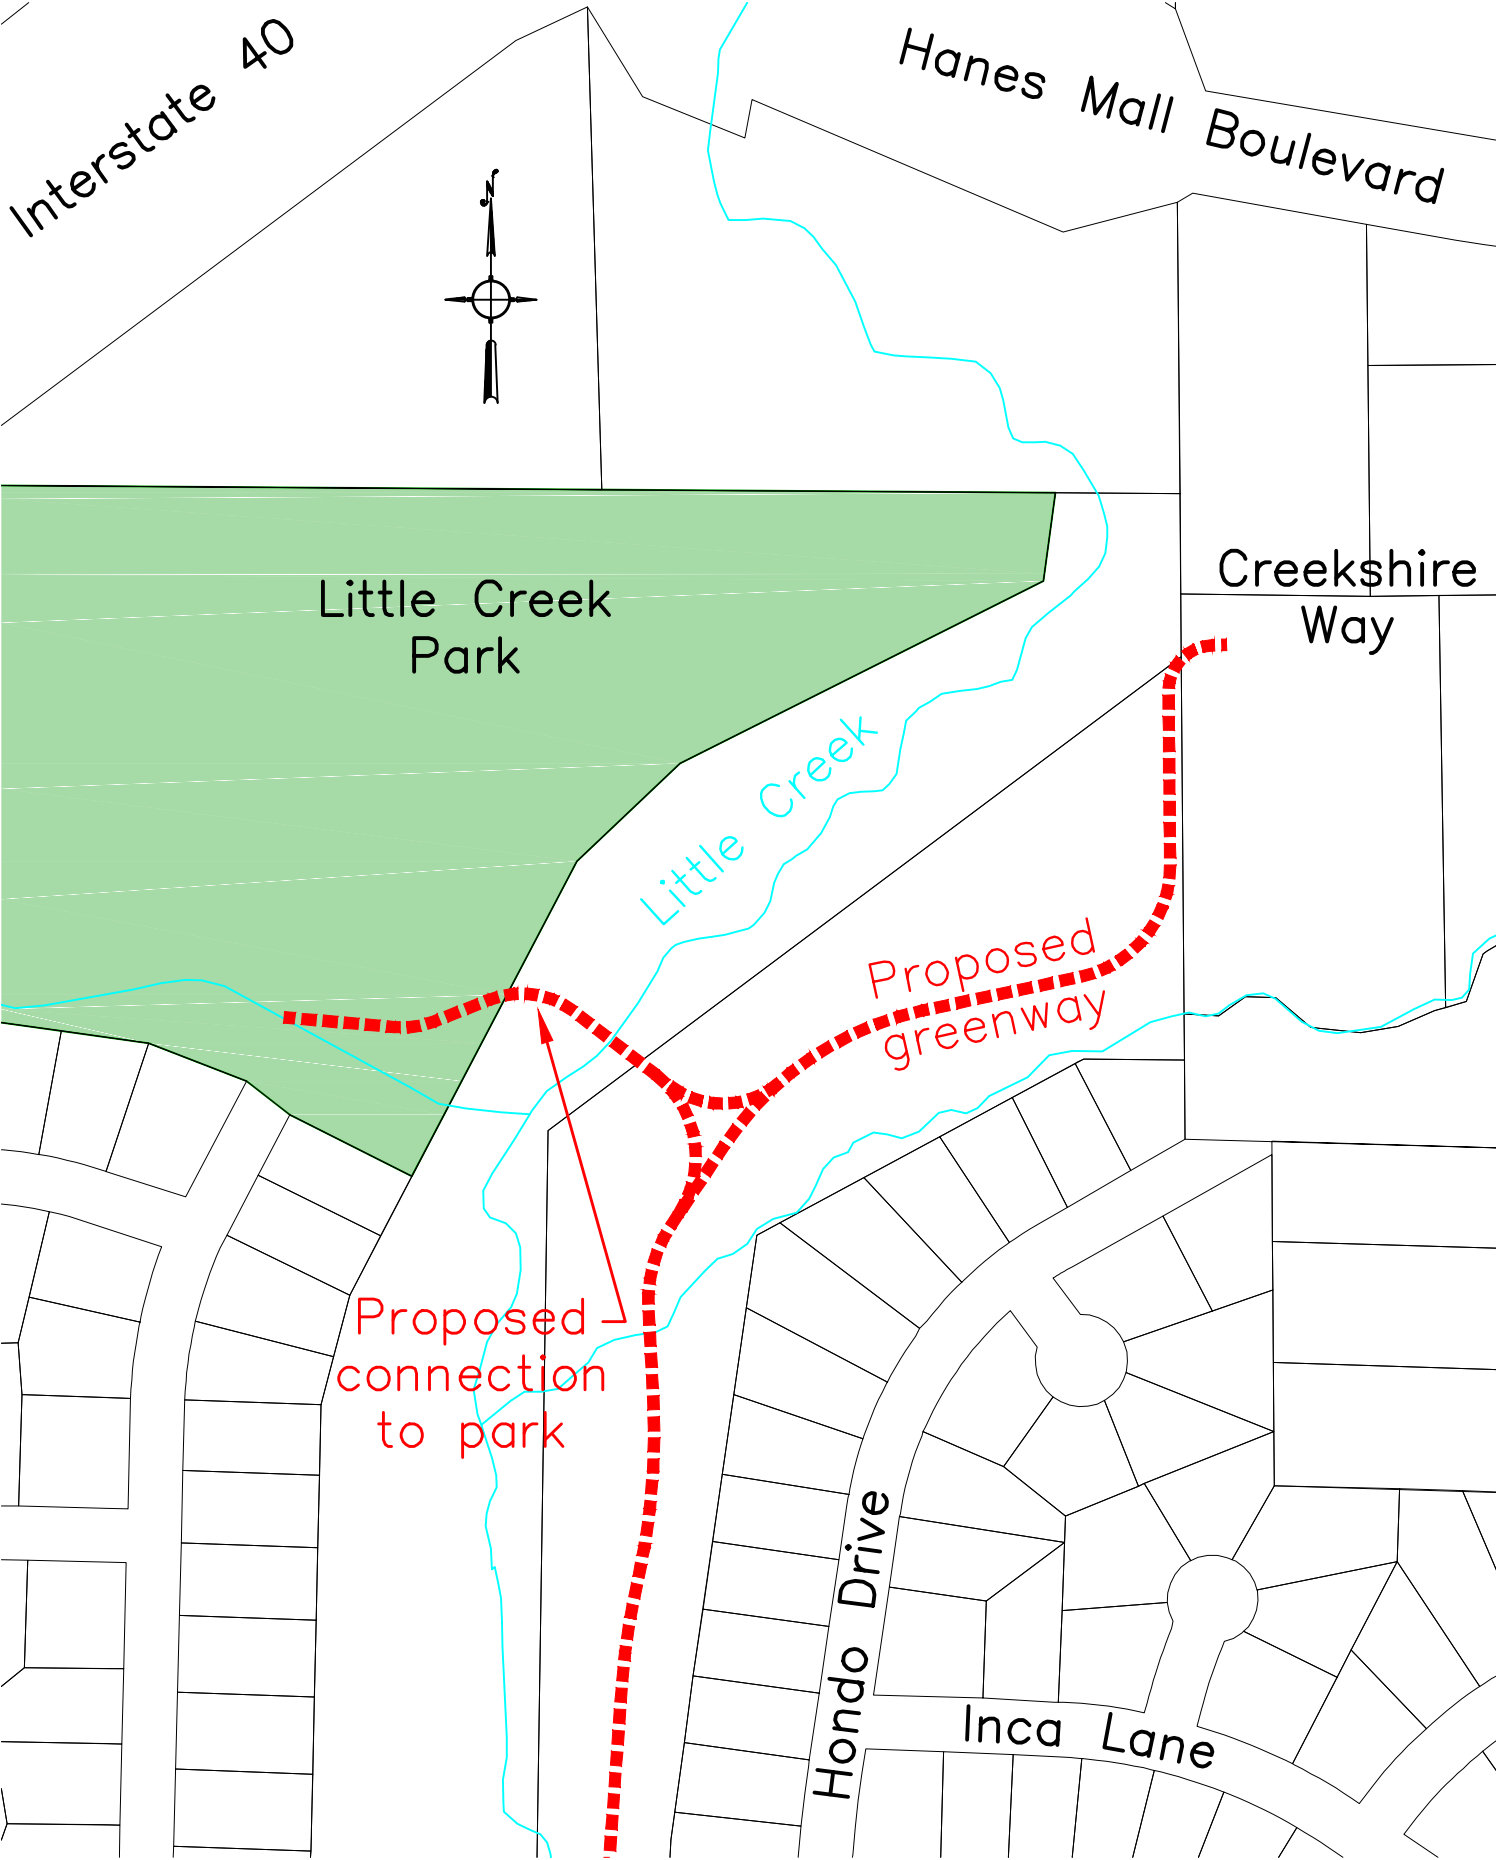 Interstate 40
Hanes Mall Boulevard
N
Creekshire
Way
Little Creek
Park
Little Creek
Proposed
greenway
Proposed
connection
to park
Hondo Drive
Inca Lane